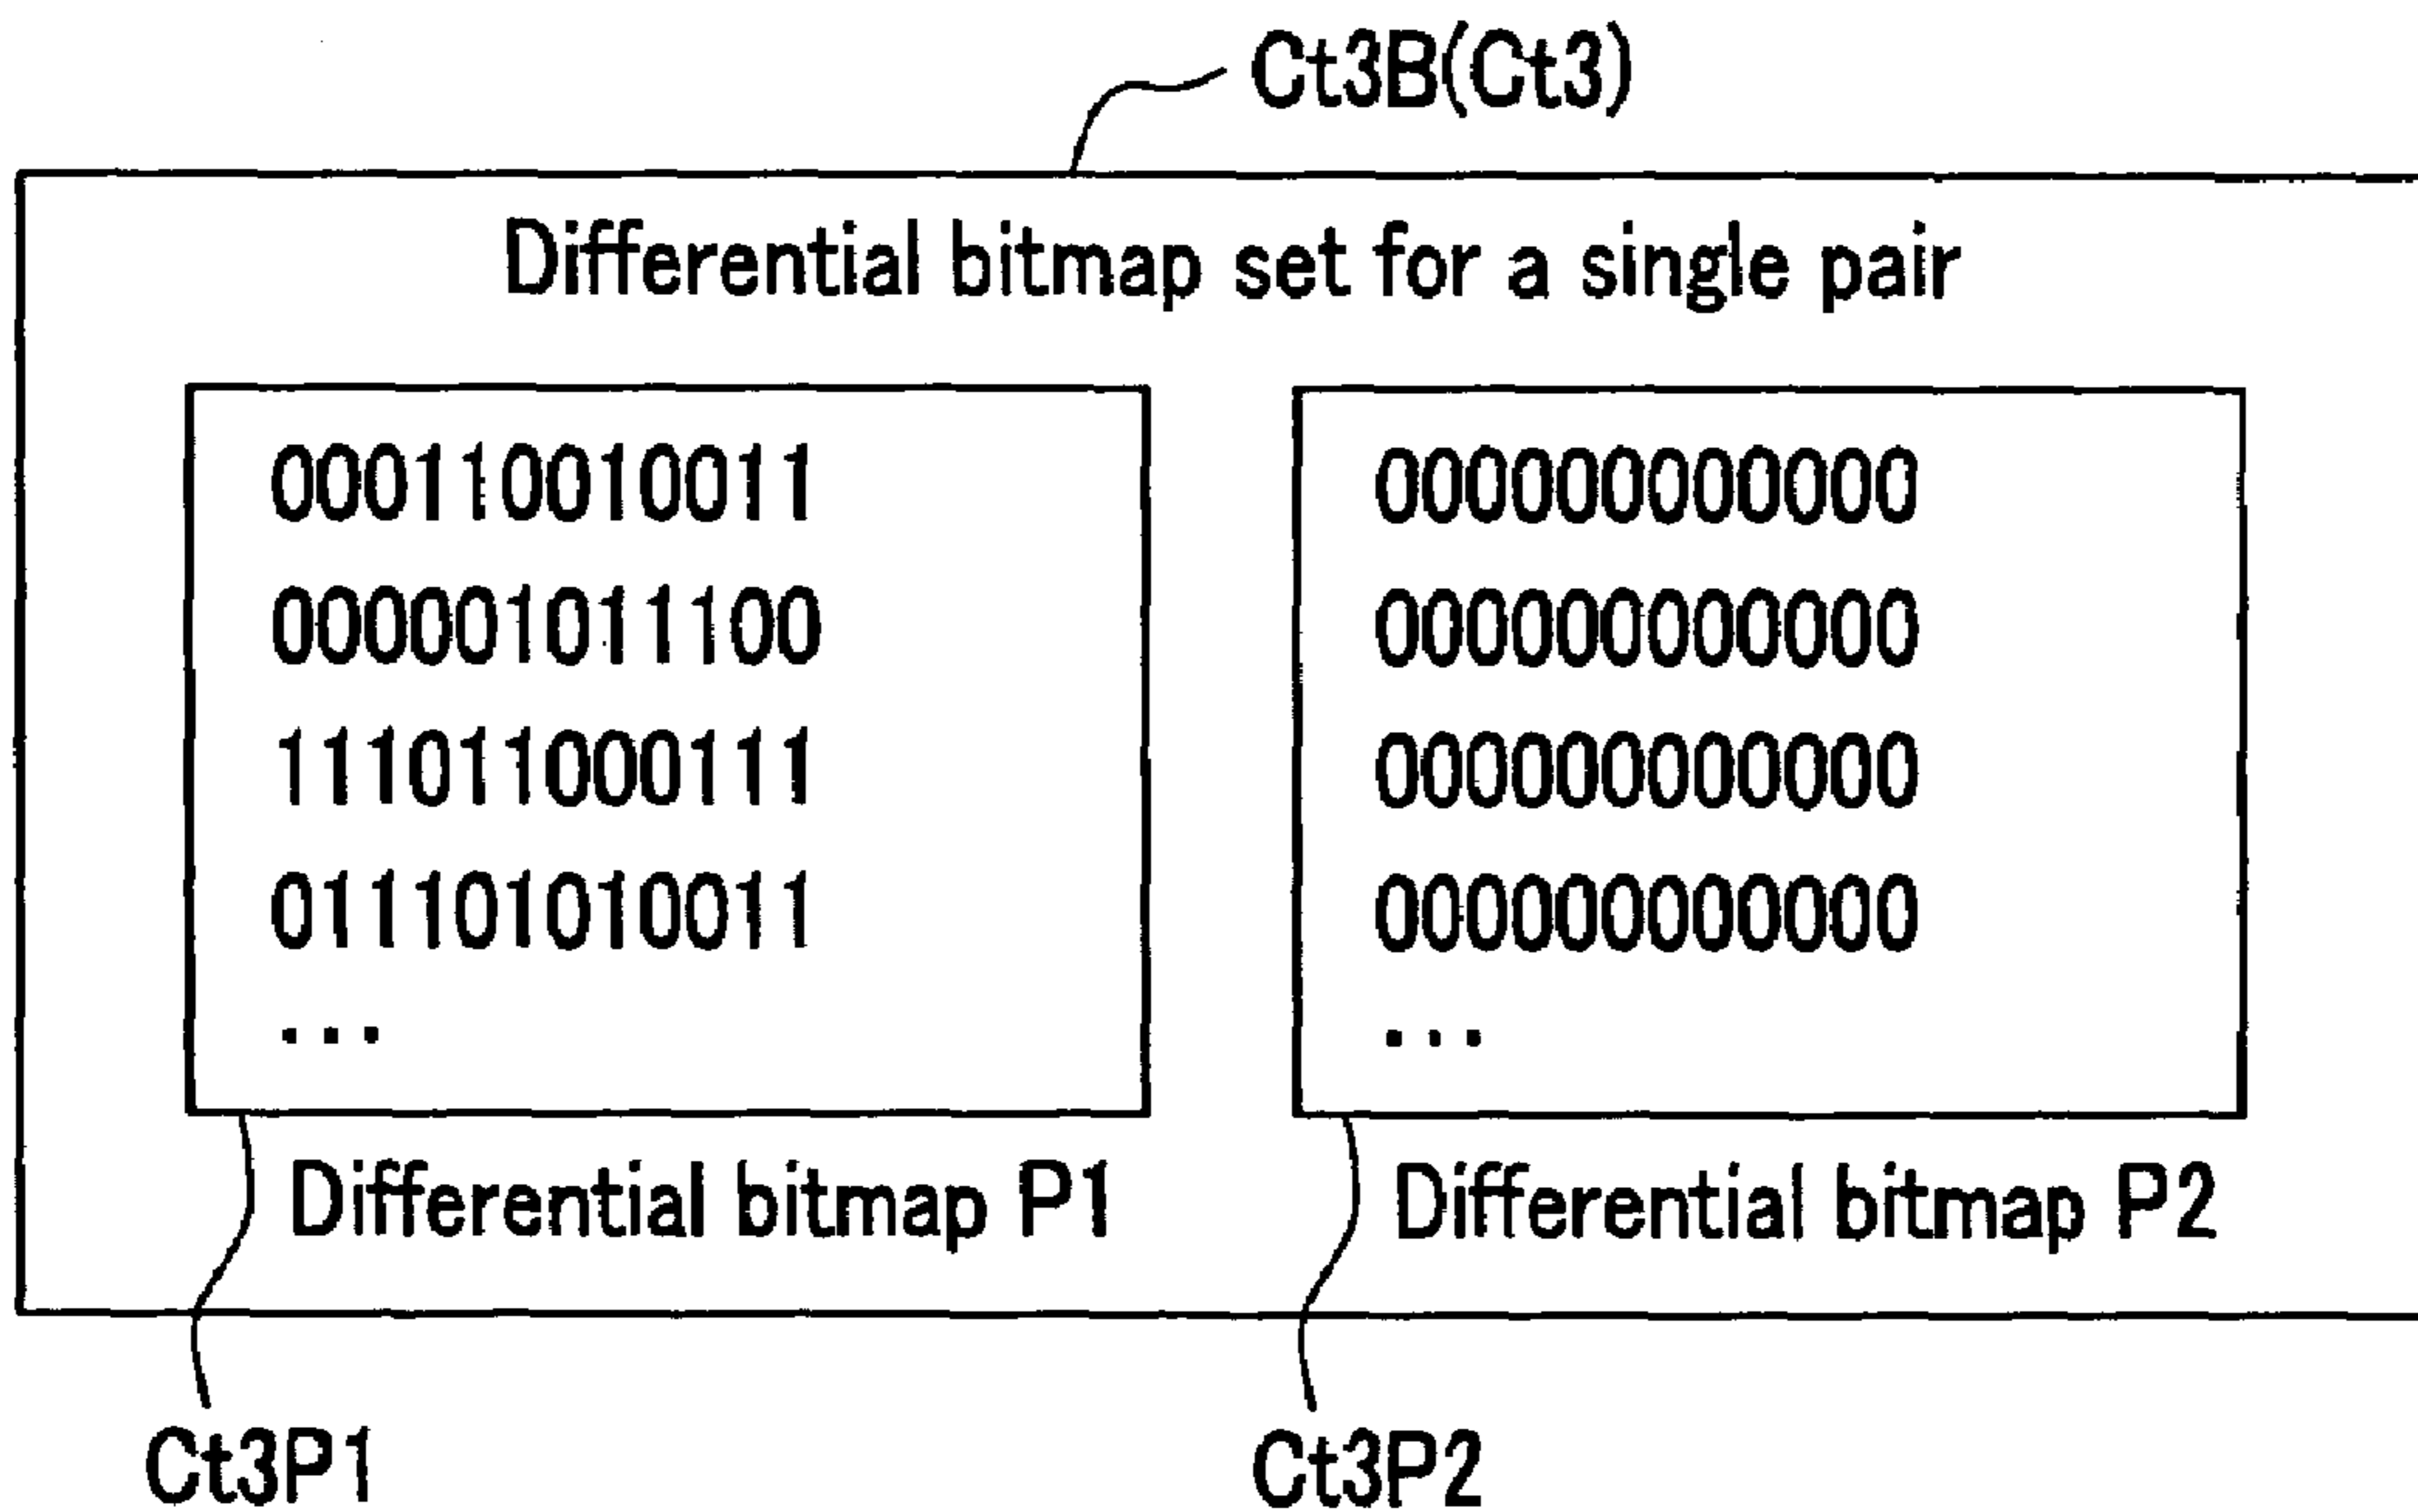 Ct3B(Ct3)
Differential bitmap set for a single pair
000110010011
000001011100
111011000111
011101010011
...
000000000000
000000000000
000000000000
000000000000
...
Differential bitmap P1
Differential bitmap P2
Ct3P1
Ct3P2